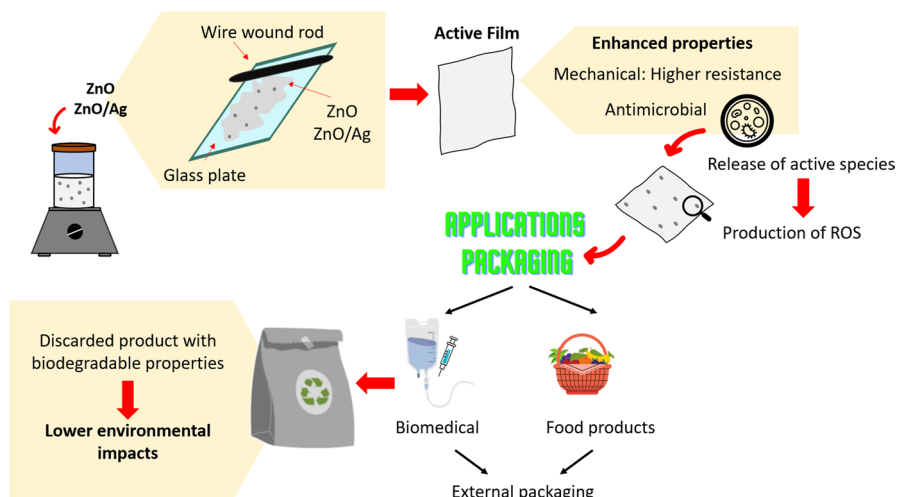 Wire wound rod
ZnO
ZnO/Ag
ZnO
ZnO/Ag
Glass plate
Active Film
Enhanced properties
Mechanical: Higher resistance
Antimicrobial
Release of active species
Production of ROS
APPLICATIONS
PACKAGING
Discarded product with
biodegradable properties
Lower environmental
impacts
Biomedical
Food products
External packaging